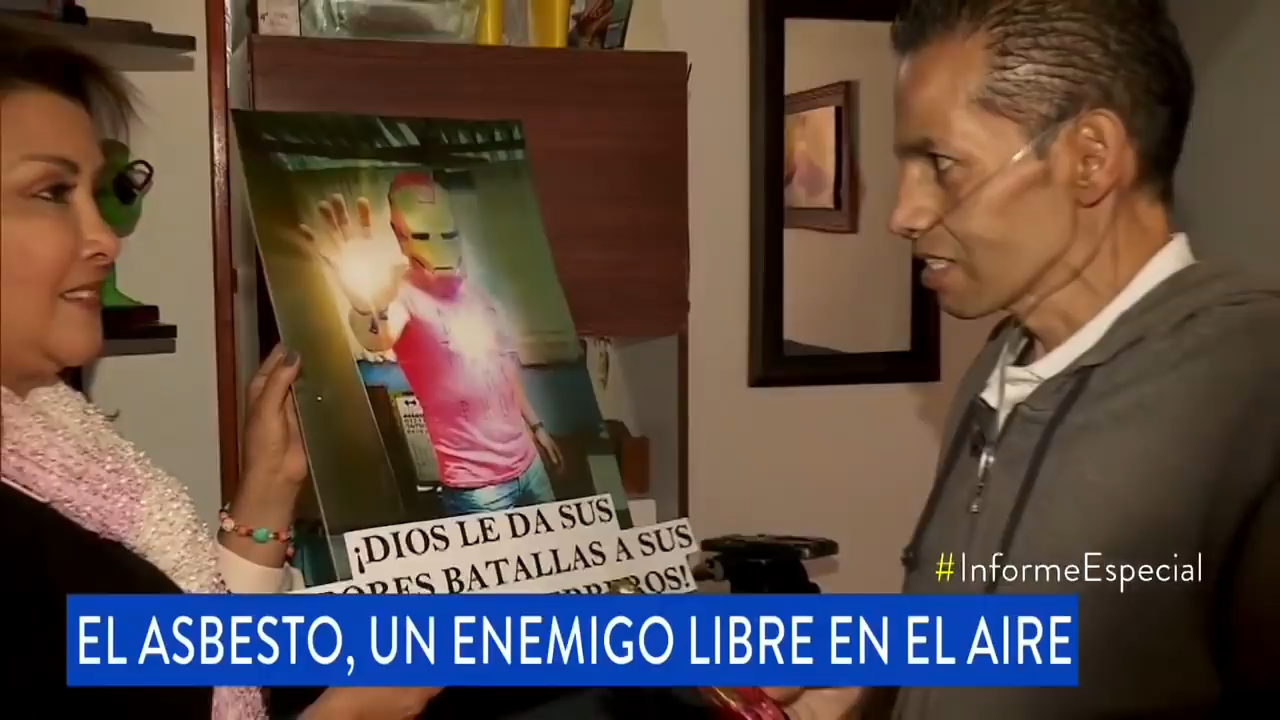 ¡DIOS LE DA SUS
BATALLAS A SUS
#InformeEspecial
EL ASBESTO, UN ENEMIGO LIBRE EN EL AIRE